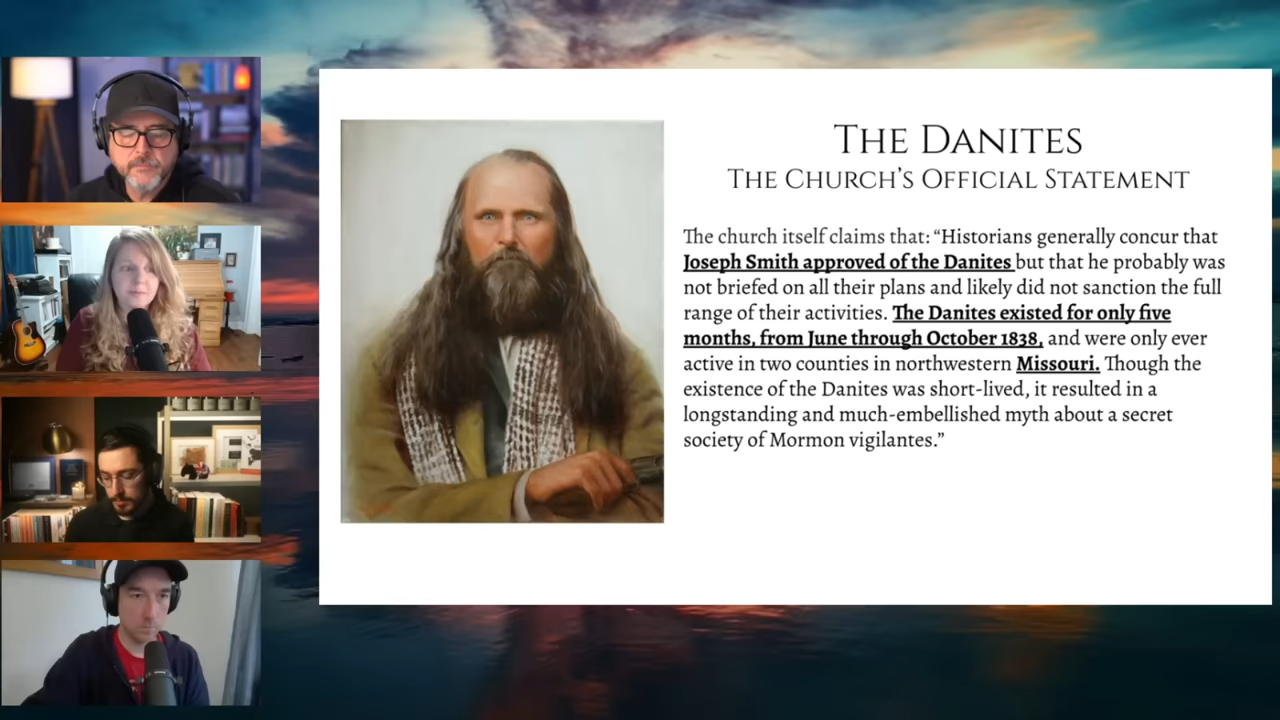 The Danites
The Church's Official Statement
The church itself claims that: “Historians generally concur that
Joseph Smith approved of the Danites but that he probably was
not briefed on all their plans and likely did not sanction the full
range of their activities. The Danites existed for only five
months, from June through October 1838, and were only ever
active in two counties in northwestern Missouri. Though the
existence of the Danites was short-lived, it resulted in a
longstanding and much-embellished myth about a secret
society of Mormon vigilantes.”